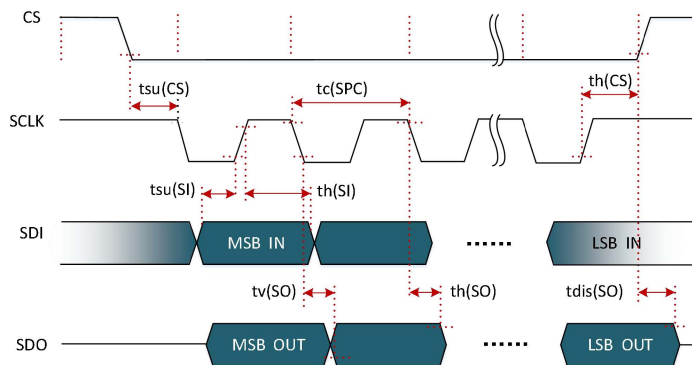 CS
tsu(CS)
tc(SPC)
th(CS)
SCLK
tsu(SI)
th(SI)
SDI
MSB IN
......
LSB IN
tv(SO)
th(SO)
tdis(SO)
SDO
MSB OUT
......
LSB OUT